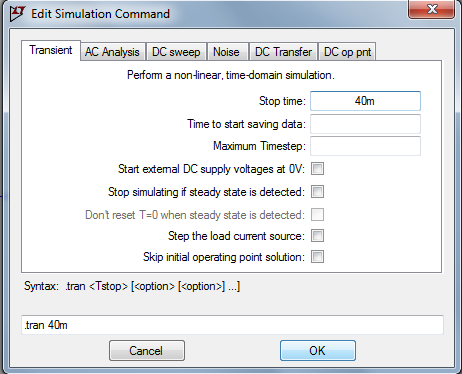 Edit Simulation Command
Transient AC Analysis DC sweep Noise DC Transfer DC op pnt
Perform a non-linear, time-domain simulation.
Stop time: 40m
Time to start saving data:
Maximum Timestep:
Start external DC supply voltages at 0V:
Stop simulating if steady state is detected:
Don't reset T=0 when steady state is detected:
Step the load current source:
Skip initial operating point solution:
Syntax: .tran <Tstop> [<option> [<option>] ...]
.tran 40m
Cancel OK